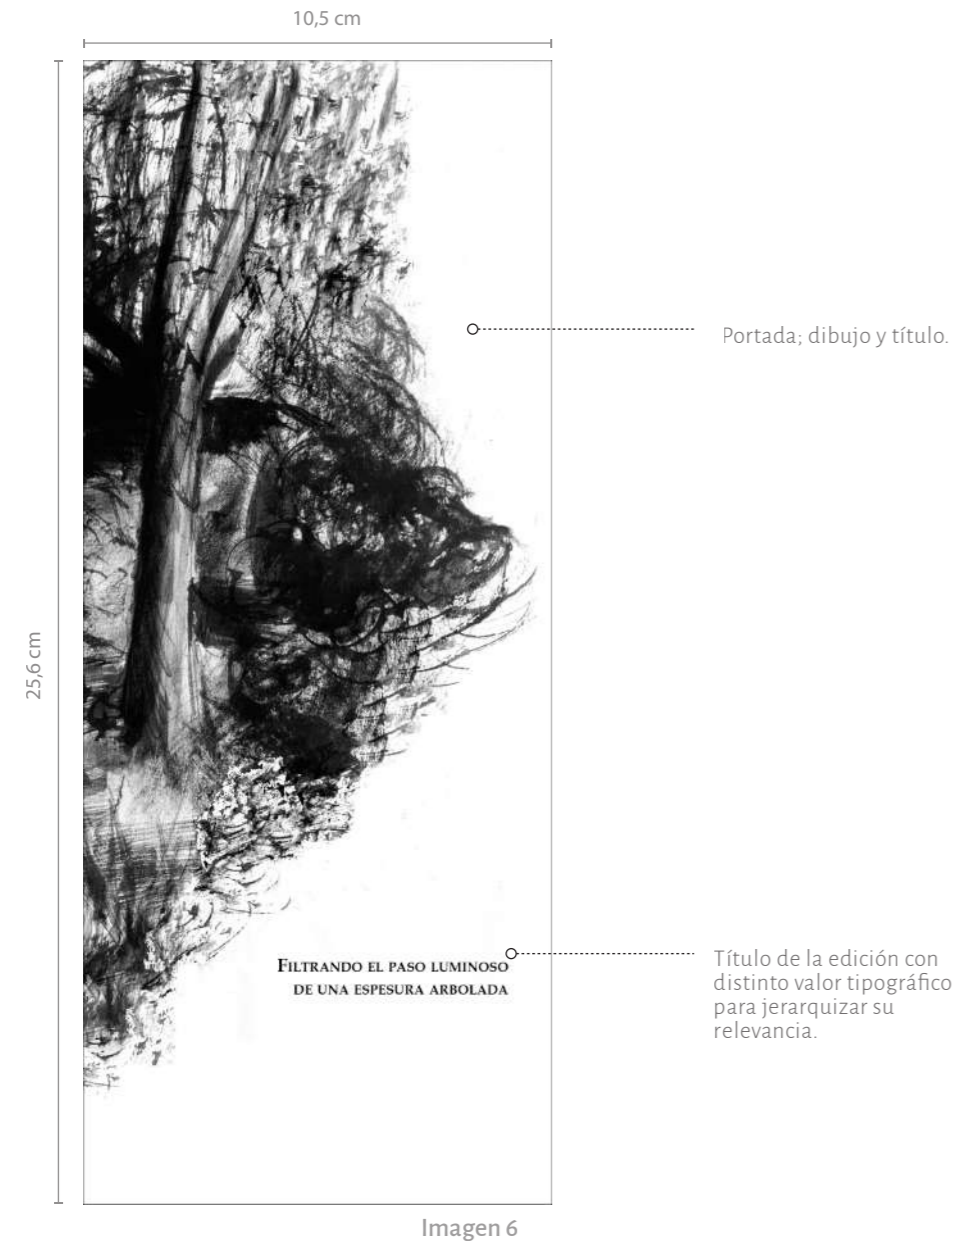 10,5 cm
Portada; dibujo y título.
25,6 cm
FILTRANDO EL PASO LUMINOSO
DE UNA ESPESURA ARBOLADA
Título de la edición con
distinto valor tipográfico
para jerarquizar su
relevancia.
Imagen 6